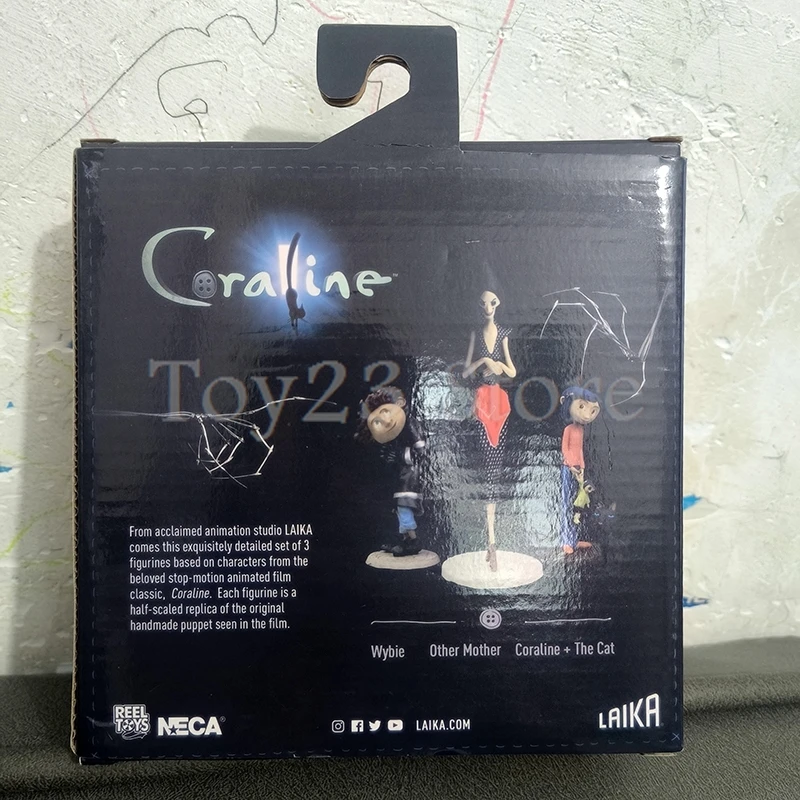 Coraline™
Toy23 Store
From acclaimed animation studio LAIKA
comes this exquisitely detailed set of 3
figurines based on characters from the
beloved stop-motion animated film
classic, Coraline. Each figurine is a
half-scaled replica of the original
handmade puppet seen in the film.
Wybie Other Mother Coraline + The Cat
REEL TOYS NECA® LAIKA.COM LAIKA